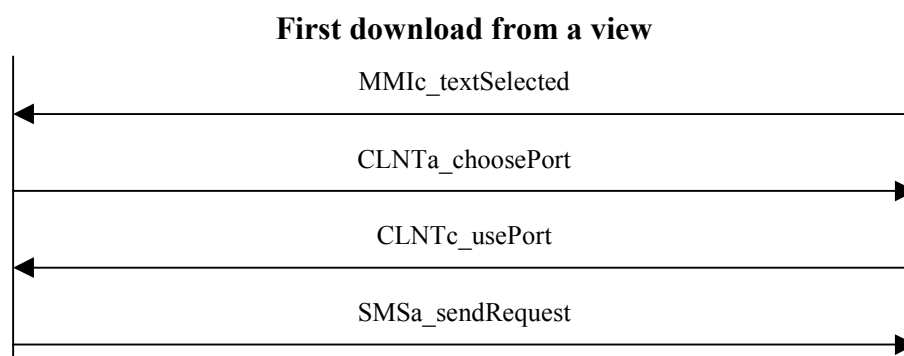 First download from a view
MMIc_textSelected
CLNTa_choosePort
CLNTc_usePort
SMSa_sendRequest